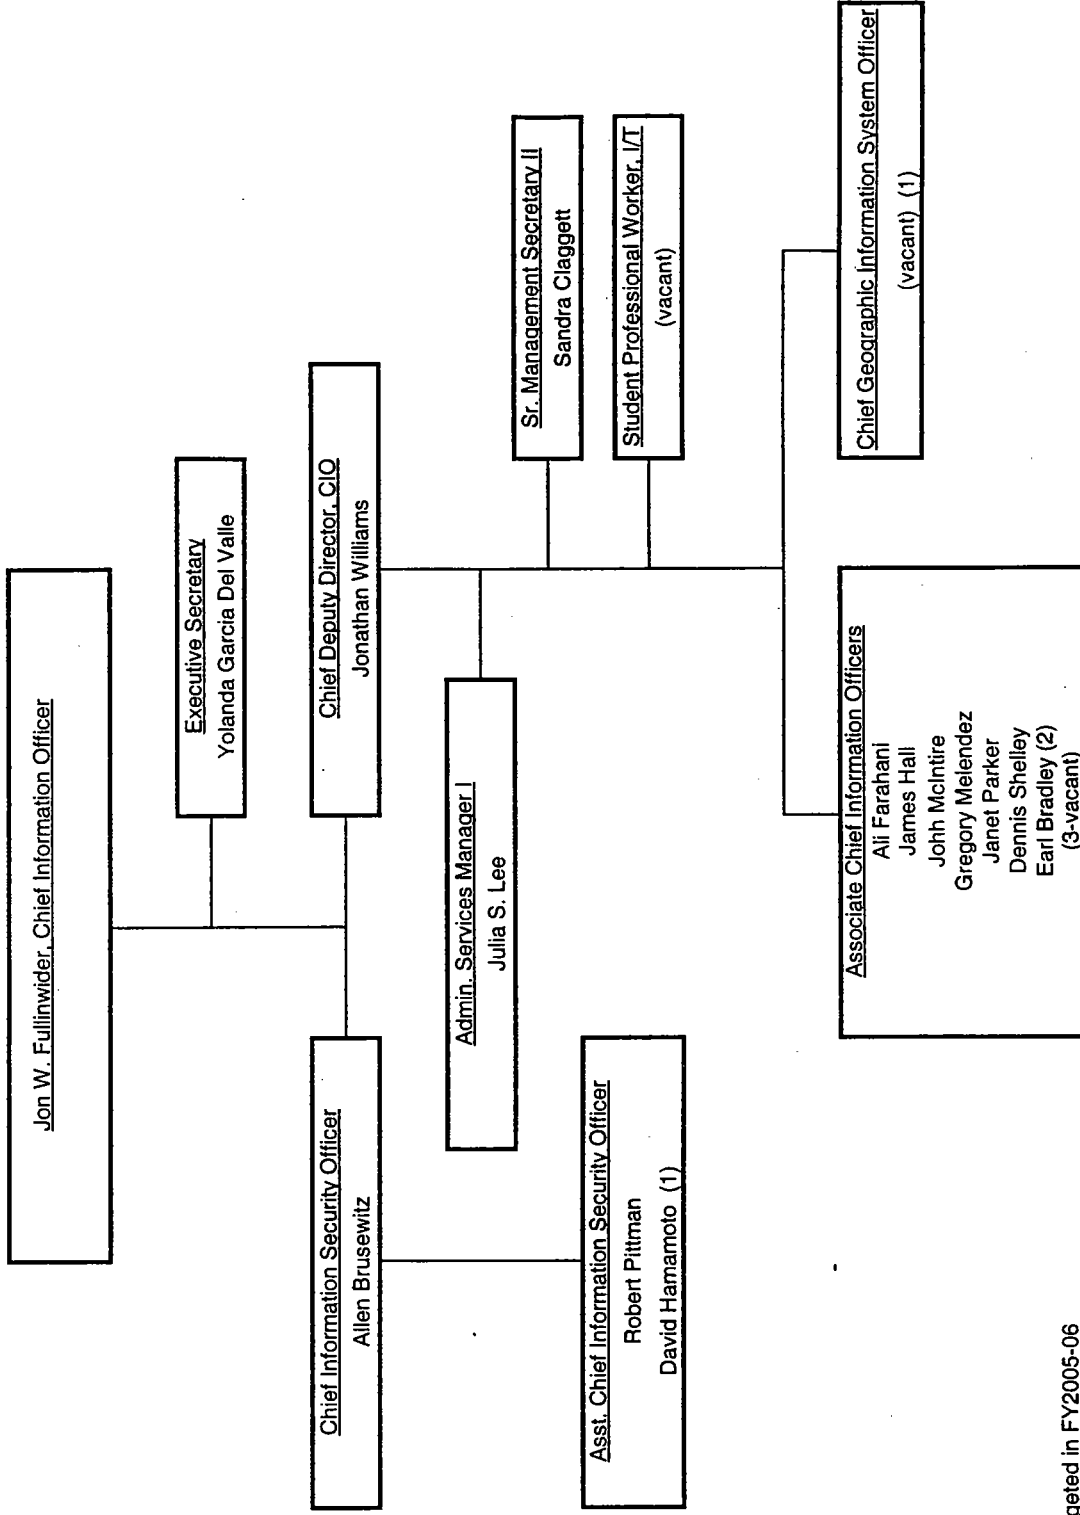 Jon W. Fullinwider, Chief Information Officer
Executive Secretary
Yolanda Garcia Del Valle
Chief Information Security Officer
Allen Brusewitz
Chief Deputy Director, CIO
Jonathan Williams
Admin. Services Manager I
Julia S. Lee
Sr. Management Secretary II
Sandra Claggett
Asst. Chief Information Security Officer
Robert Pittman
David Hamamoto (1)
Student Professional Worker, I/T
(vacant)
Associate Chief Information Officers
Ali Farahani
James Hall
John McIntire
Gregory Melendez
Janet Parker
Dennis Shelley
Earl Bradley (2)
(3-vacant)
Chief Geographic Information System Officer
(vacant) (1)
geted in FY2005-06